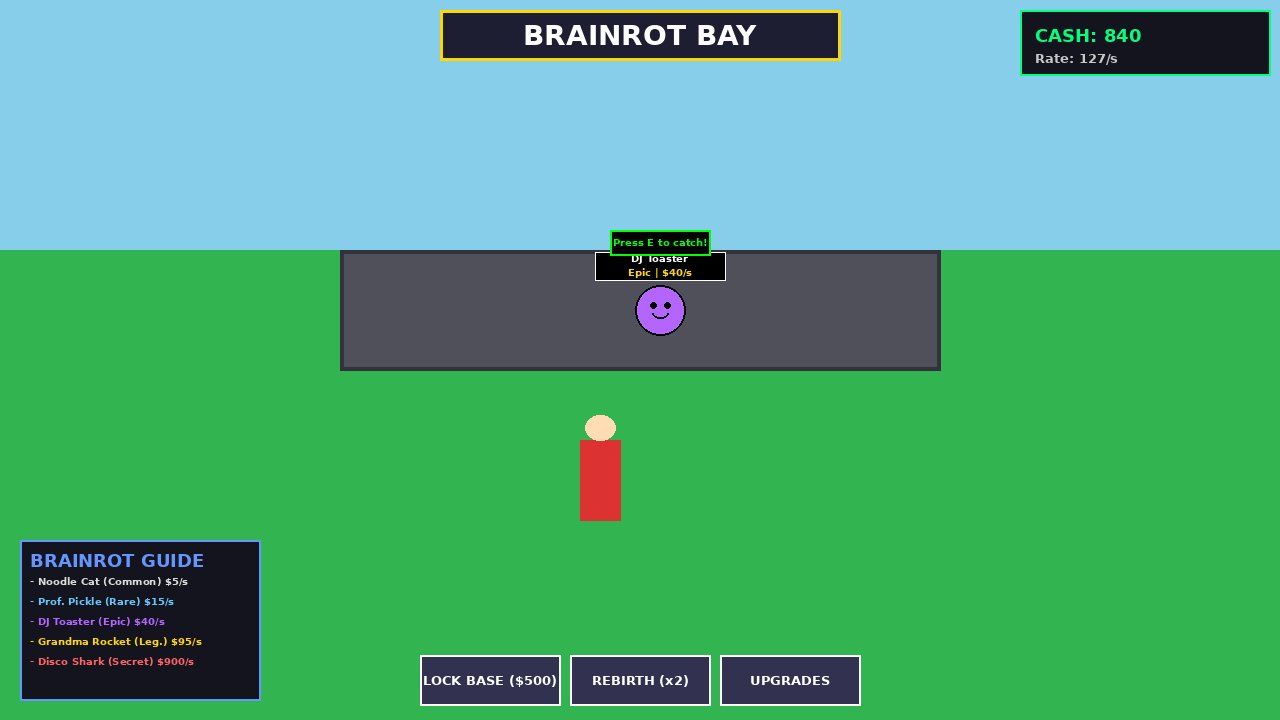 BRAINROT BAY
CASH: 840
Rate: 127/s
Press E to catch!
DJ Toaster
Epic | $40/s
BRAINROT GUIDE
- Noodle Cat (Common) $5/s
- Prof. Pickle (Rare) $15/s
- DJ Toaster (Epic) $40/s
- Grandma Rocket (Leg.) $95/s
- Disco Shark (Secret) $900/s
LOCK BASE ($500)
REBIRTH (x2)
UPGRADES